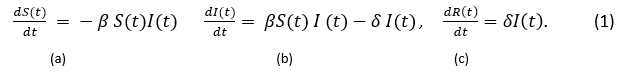 dS(t)/dt = − β S(t)I(t) dI(t)/dt = βS(t) I (t) − δ I(t) , dR(t)/dt = δI(t). (1)
(a) (b) (c)